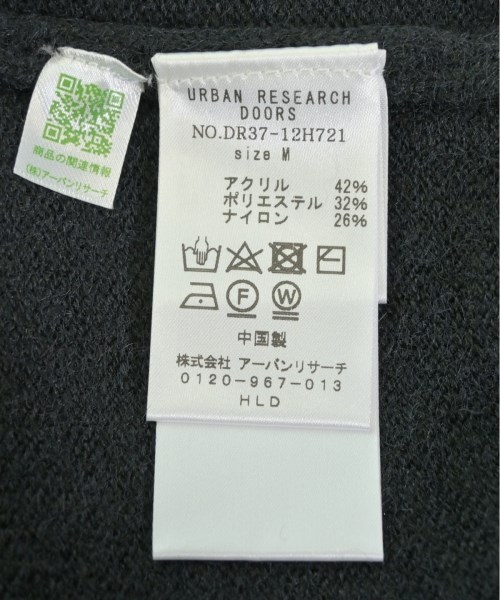 商品の関連情報
(株)アーバンリサーチ
URBAN RESEARCH
DOORS
NO.DR37-12H721
size M
アクリル 42%
ポリエステル 32%
ナイロン 26%
F W
中国製
株式会社 アーバンリサーチ
0120-967-013
HLD